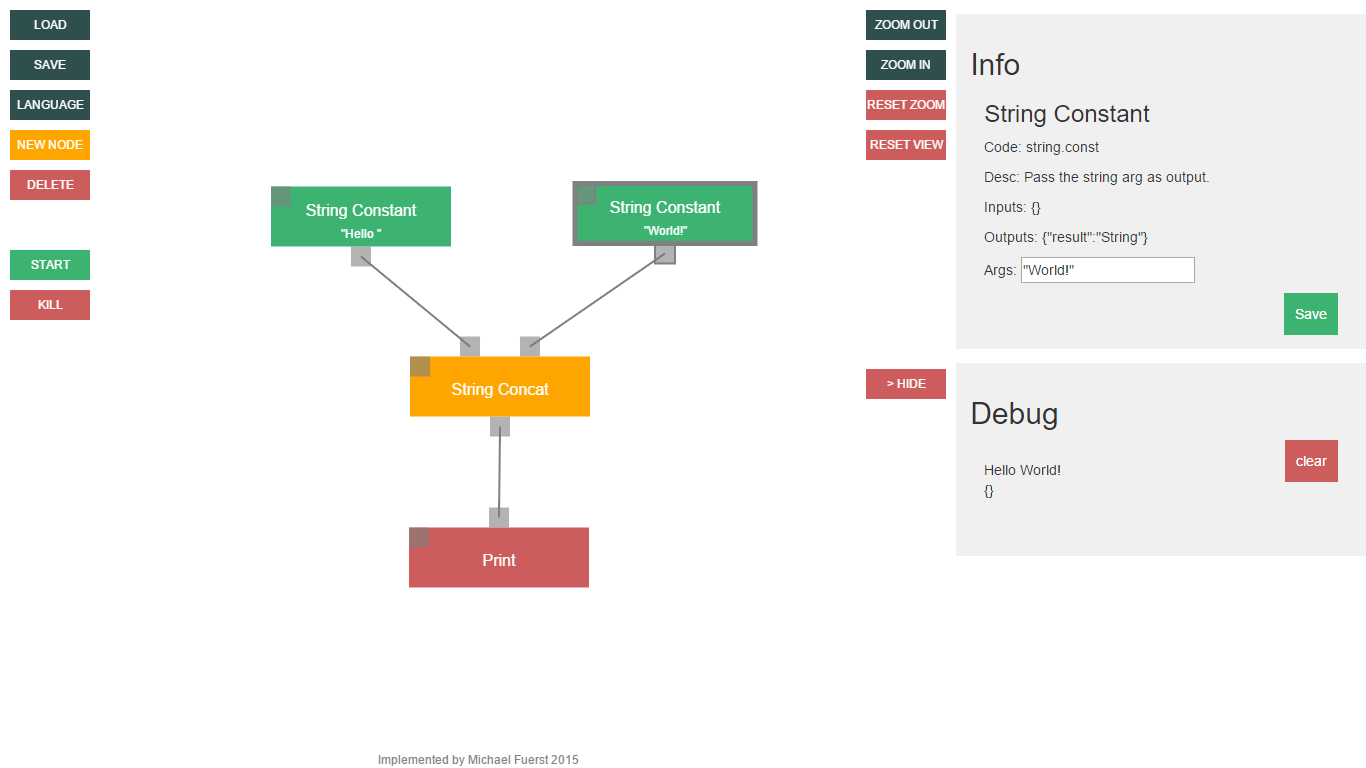 LOAD
SAVE
LANGUAGE
NEW NODE
DELETE
START
KILL
String Constant
"Hello "
String Constant
"World!"
String Concat
Print
Implemented by Michael Fuerst 2015
ZOOM OUT
ZOOM IN
RESET ZOOM
RESET VIEW
> HIDE
Info
String Constant
Code: string.const
Desc: Pass the string arg as output.
Inputs: {}
Outputs: {"result":"String"}
Args: "World!"
Save
Debug
clear
Hello World!
{}